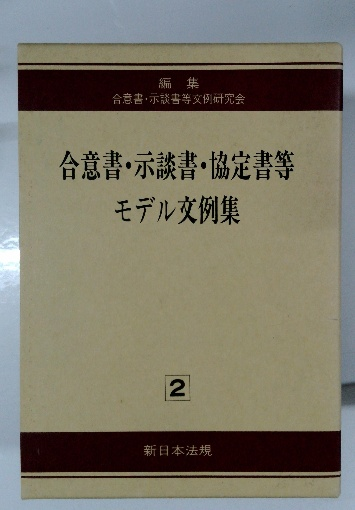 編集
合意書・示談書等文例研究会
合意書・示談書・協定書等
モデル文例集
2
新日本法規